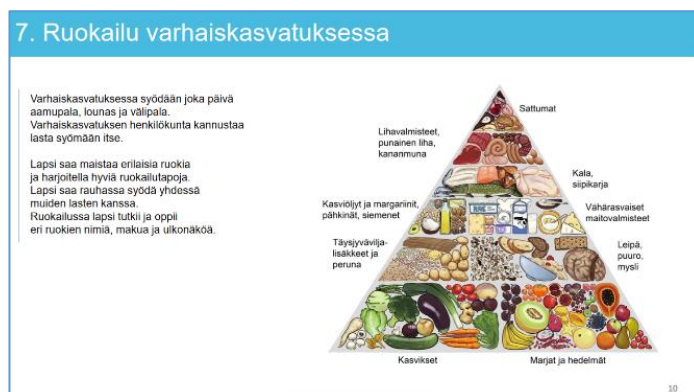 7. Ruokailu varhaiskasvatuksessa
Varhaiskasvatuksessa syödään joka päivä
aamupala, lounas ja välipala.
Varhaiskasvatuksen henkilökunta kannustaa
lasta syömään itse.
Lapsi saa maistaa erilaisia ruokia
ja harjoitella hyviä ruokailutapoja.
Lapsi saa rauhassa syödä yhdessä
muiden lasten kanssa.
Ruokailussa lapsi tutkii ja oppii
eri ruokien nimiä, makua ja ulkonäköä.
Sattumat
Lihavalmisteet,
punainen liha,
kananmuna
Kala,
siipikarja
Kasviöljyt ja margariinit,
pähkinät, siemenet
Vähärasvaiset
maitovalmisteet
Täysjyvävilja-
lisäkkeet ja
peruna
Leipä,
puuro,
mysli
Kasvikset
Marjat ja hedelmät
10